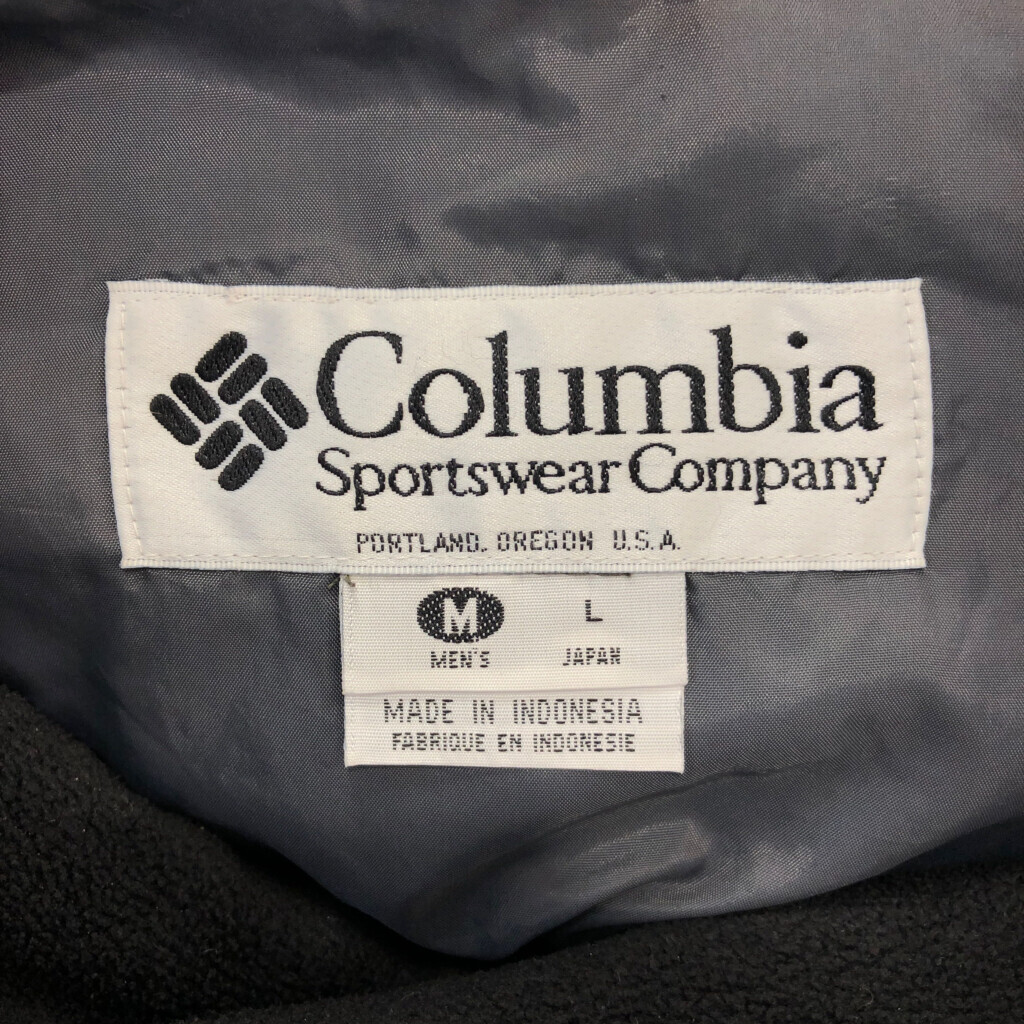 Columbia
Sportswear Company
PORTLAND, OREGON U.S.A.
M L
MEN'S JAPAN
MADE IN INDONESIA
FABRIQUE EN INDONESIE